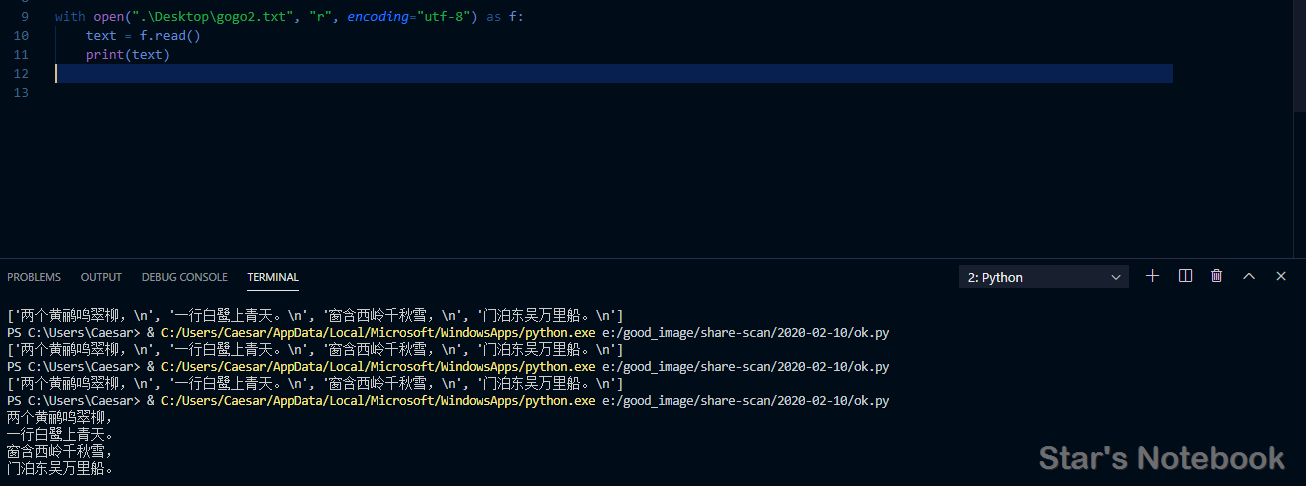 9 with open(".\Desktop\gogo2.txt", "r", encoding="utf-8") as f:
10 text = f.read()
11 print(text)
12
13
PROBLEMS OUTPUT DEBUG CONSOLE TERMINAL 2: Python
['两个黄鹂鸣翠柳，\n', '一行白鹭上青天。\n', '窗含西岭千秋雪，\n', '门泊东吴万里船。\n']
PS C:\Users\Caesar> & C:/Users/Caesar/AppData/Local/Microsoft/WindowsApps/python.exe e:/good_image/share-scan/2020-02-10/ok.py
['两个黄鹂鸣翠柳，\n', '一行白鹭上青天。\n', '窗含西岭千秋雪，\n', '门泊东吴万里船。\n']
PS C:\Users\Caesar> & C:/Users/Caesar/AppData/Local/Microsoft/WindowsApps/python.exe e:/good_image/share-scan/2020-02-10/ok.py
['两个黄鹂鸣翠柳，\n', '一行白鹭上青天。\n', '窗含西岭千秋雪，\n', '门泊东吴万里船。\n']
PS C:\Users\Caesar> & C:/Users/Caesar/AppData/Local/Microsoft/WindowsApps/python.exe e:/good_image/share-scan/2020-02-10/ok.py
两个黄鹂鸣翠柳，
一行白鹭上青天。
窗含西岭千秋雪，
门泊东吴万里船。
Star's Notebook